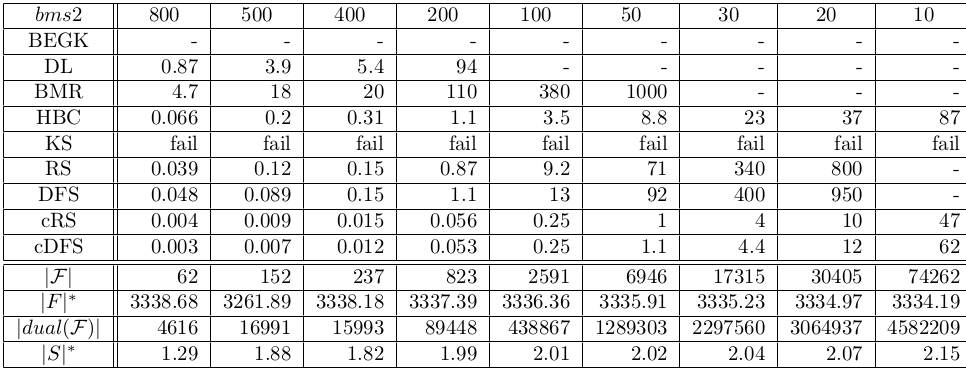 bms2 800 500 400 200 100 50 30 20 10
BEGK - - - - - - - - -
DL 0.87 3.9 5.4 94 - - - - -
BMR 4.7 18 20 110 380 1000 - - -
HBC 0.066 0.2 0.31 1.1 3.5 8.8 23 37 87
KS fail fail fail fail fail fail fail fail fail
RS 0.039 0.12 0.15 0.87 9.2 71 340 800 -
DFS 0.048 0.089 0.15 1.1 13 92 400 950 -
cRS 0.004 0.009 0.015 0.056 0.25 1 4 10 47
cDFS 0.003 0.007 0.012 0.053 0.25 1.1 4.4 12 62
|ℱ| 62 152 237 823 2591 6946 17315 30405 74262
|F|* 3338.68 3261.89 3338.18 3337.39 3336.36 3335.91 3335.23 3334.97 3334.19
|dual(ℱ)| 4616 16991 15993 89448 438867 1289303 2297560 3064937 4582209
|S|* 1.29 1.88 1.82 1.99 2.01 2.02 2.04 2.07 2.15